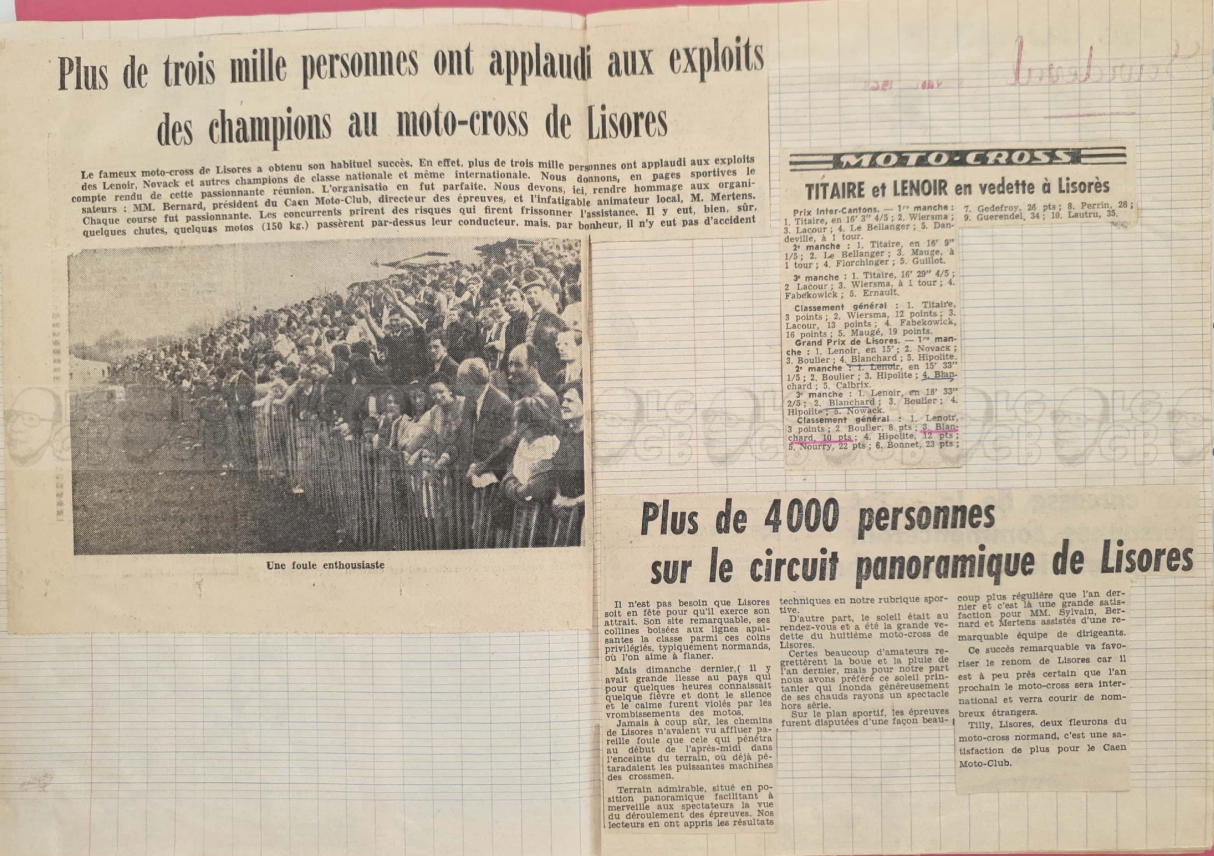 Plus de trois mille personnes ont applaudi aux exploits
des champions au moto-cross de Lisores
Le fameux moto-cross de Lisores a obtenu son habituel succès. En effet, plus de trois mille personnes ont applaudi aux exploits
des Lenoir, Novack et autres champions de classe nationale et même internationale. Nous donnons, en pages sportives le
compte rendu de cette passionnante réunion. L'organisatio en fut parfaite. Nous devons, ici, rendre hommage aux organi-
sateurs : MM. Bernard, président du Caen Moto-Club, directeur des épreuves, et l'infatigable animateur local, M. Mertens.
Chaque course fut passionnante. Les concurrents prirent des risques qui firent frissonner l'assistance. Il y eut, bien, sûr,
quelques chutes, quelques motos (150 kg.) passèrent par-dessus leur conducteur, mais, par bonheur, il n'y eut pas d'accident
Une foule enthousiaste
MOTO-CROSS
TITAIRE et LENOIR en vedette à Lisorès
Prix Inter-Cantons. — 1re manche :
1. Titaire, en 16' 3" 4/5 ; 2. Wiersma ;
3. Lacour ; 4. Le Bellanger ; 5. Dan-
deville, à 1 tour.
2e manche : 1. Titaire, en 16' 9"
1/5 ; 2. Le Bellanger ; 3. Mauge, à
1 tour ; 4. Florchinger ; 5. Guillot.
3e manche : 1. Titaire, 16' 29" 4/5 ;
2 Lacour ; 3. Wiersma, à 1 tour ; 4.
Fabekowick ; 5. Ernault.
Classement général : 1. Titaire,
3 points ; 2. Wiersma, 12 points ; 3.
Lacour, 13 points ; 4. Fabekowick,
16 points ; 5. Maugé, 19 points.
Grand Prix de Lisores. — 1re man-
che : 1. Lenoir, en 15' ; 2. Novack ;
3. Boulier ; 4. Blanchard ; 5. Hipolite.
2e manche : 1. Lenoir, en 15' 33"
1/5 ; 2. Boulier ; 3. Hipolite ; 4. Blan-
chard ; 5. Calbrix.
3e manche : 1. Lenoir, en 18' 33"
2/5 ; 2. Blanchard ; 3. Boulier ; 4.
Hipolite ; 5. Nowack.
Classement général : 1. Lenoir,
3 points ; 2 Boulier, 8 pts ; 3. Blan-
chard, 10 pts ; 4. Hipolite, 12 pts ;
5. Nourry, 22 pts ; 6. Bonnet, 23 pts ;
7. Gedefroy, 26 pts ; 8. Perrin, 28 ;
9. Guerendel, 34 ; 10. Lautru, 35.
Plus de 4000 personnes
sur le circuit panoramique de Lisores
Il n'est pas besoin que Lisores
soit en fête pour qu'il exerce son
attrait. Son site remarquable, ses
collines boisées aux lignes apai-
santes la classe parmi ces coins
privilégiés, typiquement normands,
où l'on aime à flaner.
Mais dimanche dernier,( il y
avait grande liesse au pays qui
pour quelques heures connaissait
quelque fièvre et dont le silence
et le calme furent violés par les
vrombissements des motos.
Jamais à coup sûr, les chemins
de Lisores n'avaient vu affluer pa-
reille foule que celle qui pénétra
au début de l'après-midi dans
l'enceinte du terrain, où déjà pé-
taradaient les puissantes machines
des crossmen.
Terrain admirable, situé en po-
sition panoramique facilitant à
merveille aux spectateurs la vue
du déroulement des épreuves. Nos
lecteurs en ont appris les résultats
techniques en notre rubrique spor-
tive.
D'autre part, le soleil était au
rendez-vous et a été la grande ve-
dette du huitième moto-cross de
Lisores.
Certes beaucoup d'amateurs re-
grettèrent la boue et la pluie de
l'an dernier, mais pour notre part
nous avons préféré ce soleil prin-
tanier qui inonda généreusement
de ses chauds rayons un spectacle
hors série.
Sur le plan sportif, les épreuves
furent disputées d'une façon beau-
coup plus régulière que l'an der-
nier et c'est là une grande satis-
faction pour MM. Sylvain, Ber-
nard et Mertens assistés d'une re-
marquable équipe de dirigeants.
Ce succès remarquable va favo-
riser le renom de Lisores car il
est à peu près certain que l'an
prochain le moto-cross sera inter-
national et verra courir de nom-
breux étrangers.
Tilly, Lisores, deux fleurons du
moto-cross normand, c'est une sa-
tisfaction de plus pour le Caen
Moto-Club.